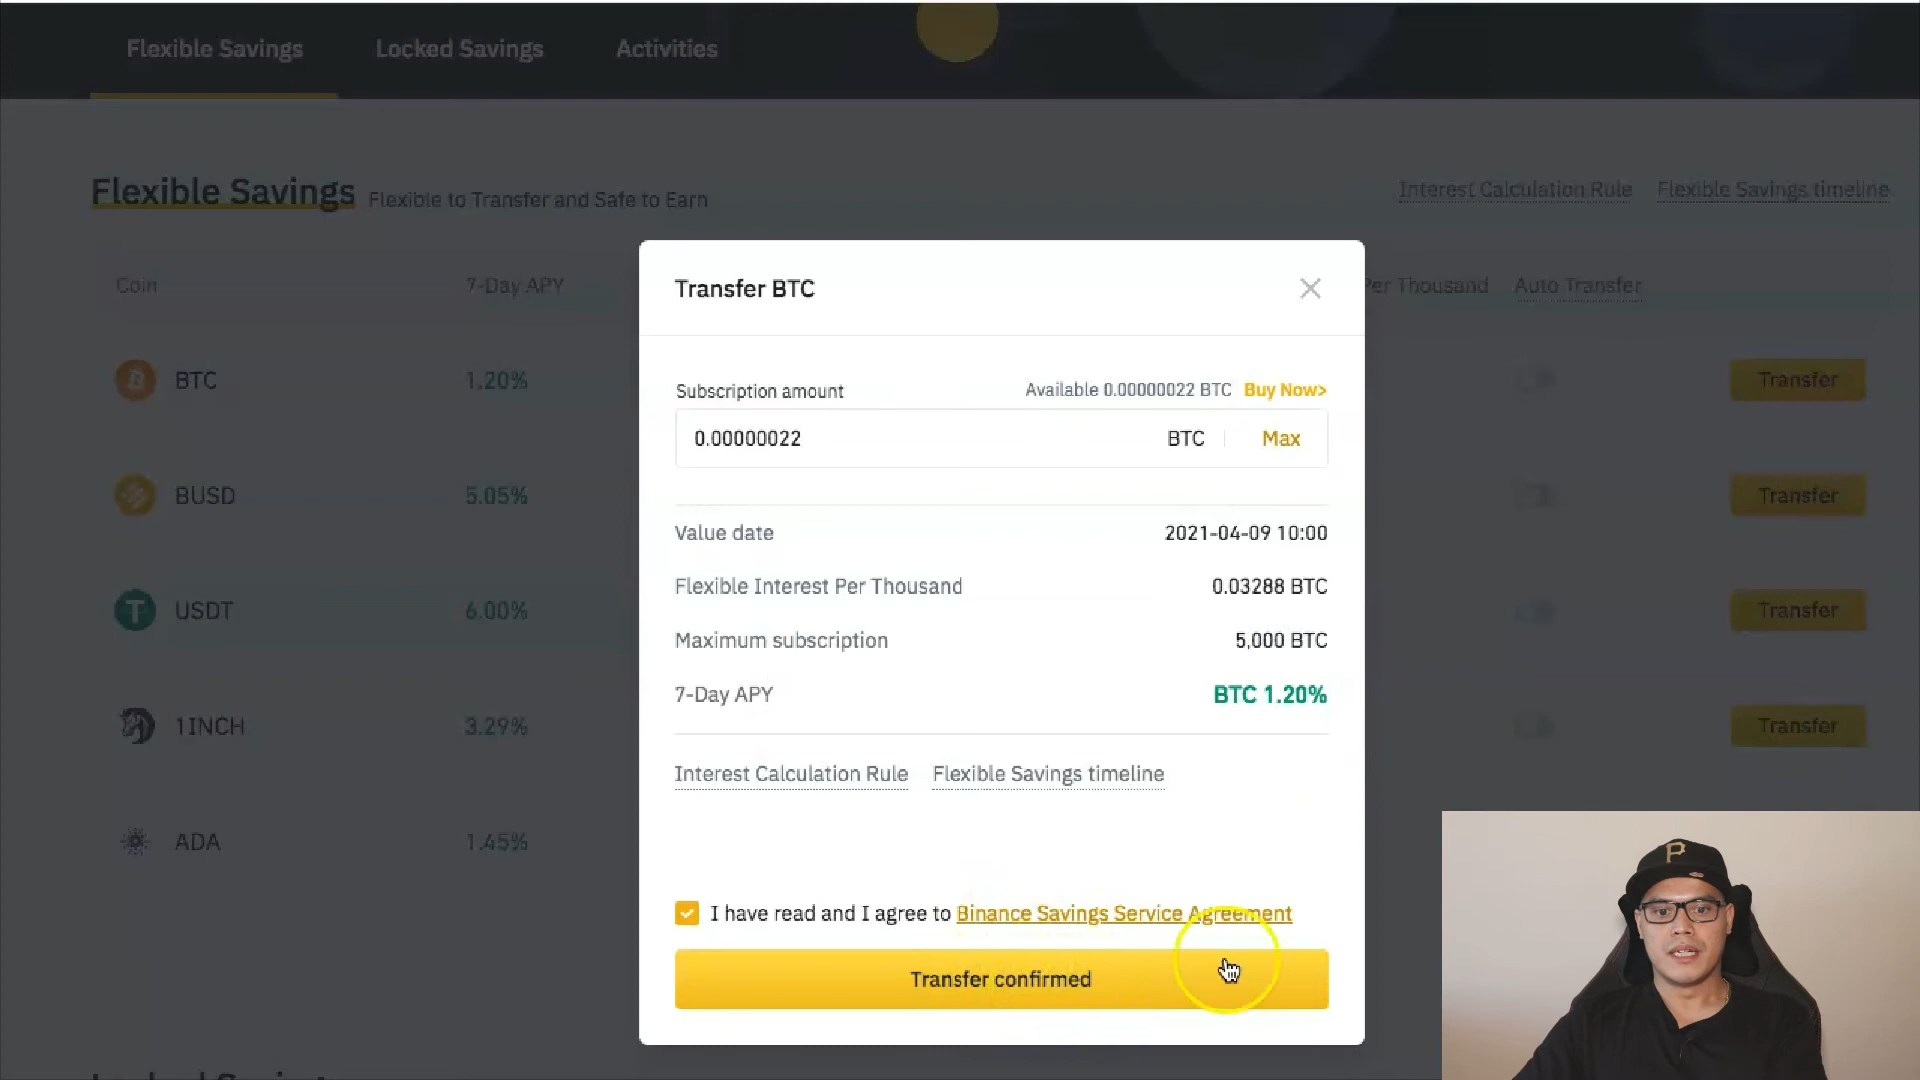 Flexible Savings Locked Savings Activities
Flexible Savings Flexible to Transfer and Safe to Earn Interest Calculation Rule Flexible Savings timeline
Coin 7-Day APY Per Thousand Auto Transfer
BTC 1.20% Transfer
BUSD 5.05% Transfer
USDT 6.00% Transfer
1INCH 3.29% Transfer
ADA 1.45%
Transfer BTC
Subscription amount Available 0.00000022 BTC Buy Now>
0.00000022 BTC Max
Value date 2021-04-09 10:00
Flexible Interest Per Thousand 0.03288 BTC
Maximum subscription 5,000 BTC
7-Day APY BTC 1.20%
Interest Calculation Rule Flexible Savings timeline
I have read and I agree to Binance Savings Service Agreement
Transfer confirmed
P